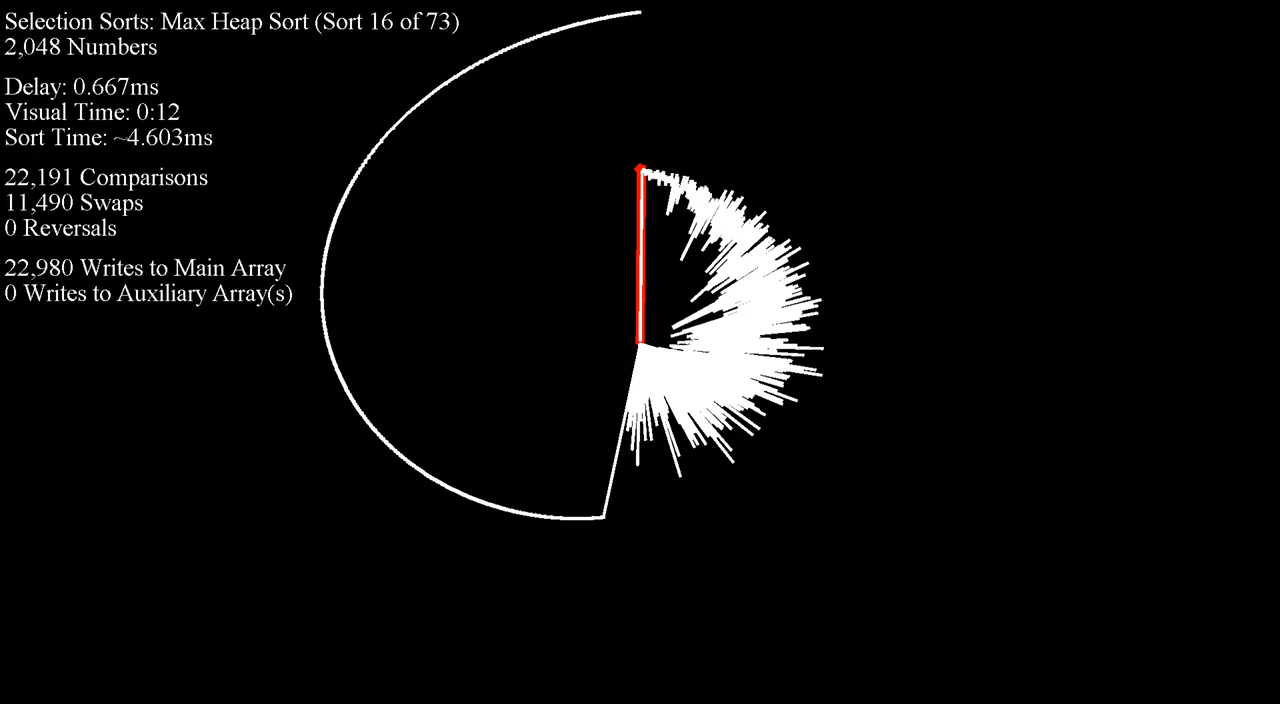 Selection Sorts: Max Heap Sort (Sort 16 of 73)
2,048 Numbers
Delay: 0.667ms
Visual Time: 0:12
Sort Time: ~4.603ms
22,191 Comparisons
11,490 Swaps
0 Reversals
22,980 Writes to Main Array
0 Writes to Auxiliary Array(s)